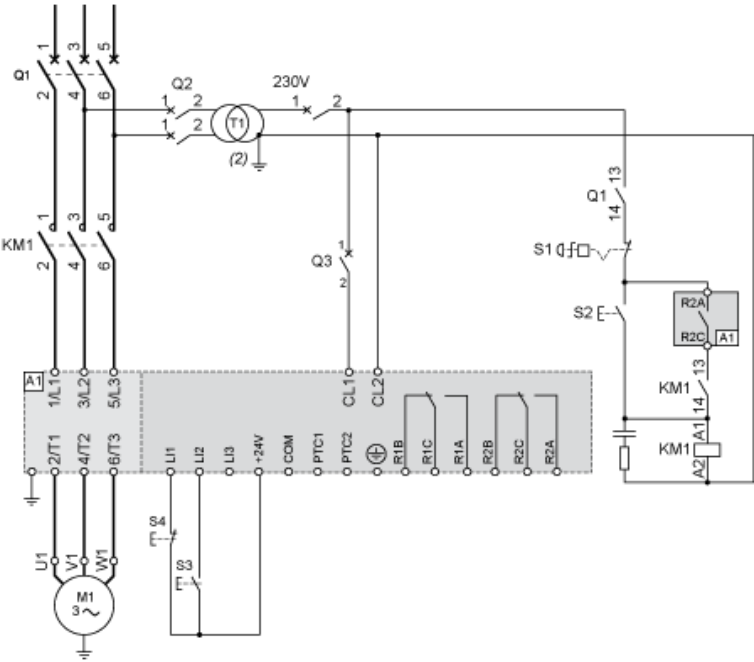 1 3 5
Q1
2 4 6
Q2
1 2
1 2
T1
(2)
230V
1 2
1 3 5
KM1
2 4 6
Q3
1
2
13
Q1
14
S1
S2
R2A
R2C A1
13
KM1
14
A1
KM1
A2
A1
1/L1 3/L2 5/L3
CL1 CL2
2/T1 4/T2 6/T3
LI1 LI2 LI3 +24V COM PTC1 PTC2 R1B R1C R1A R2B R2C R2A
S4
S3
U1 V1 W1
M1
3~